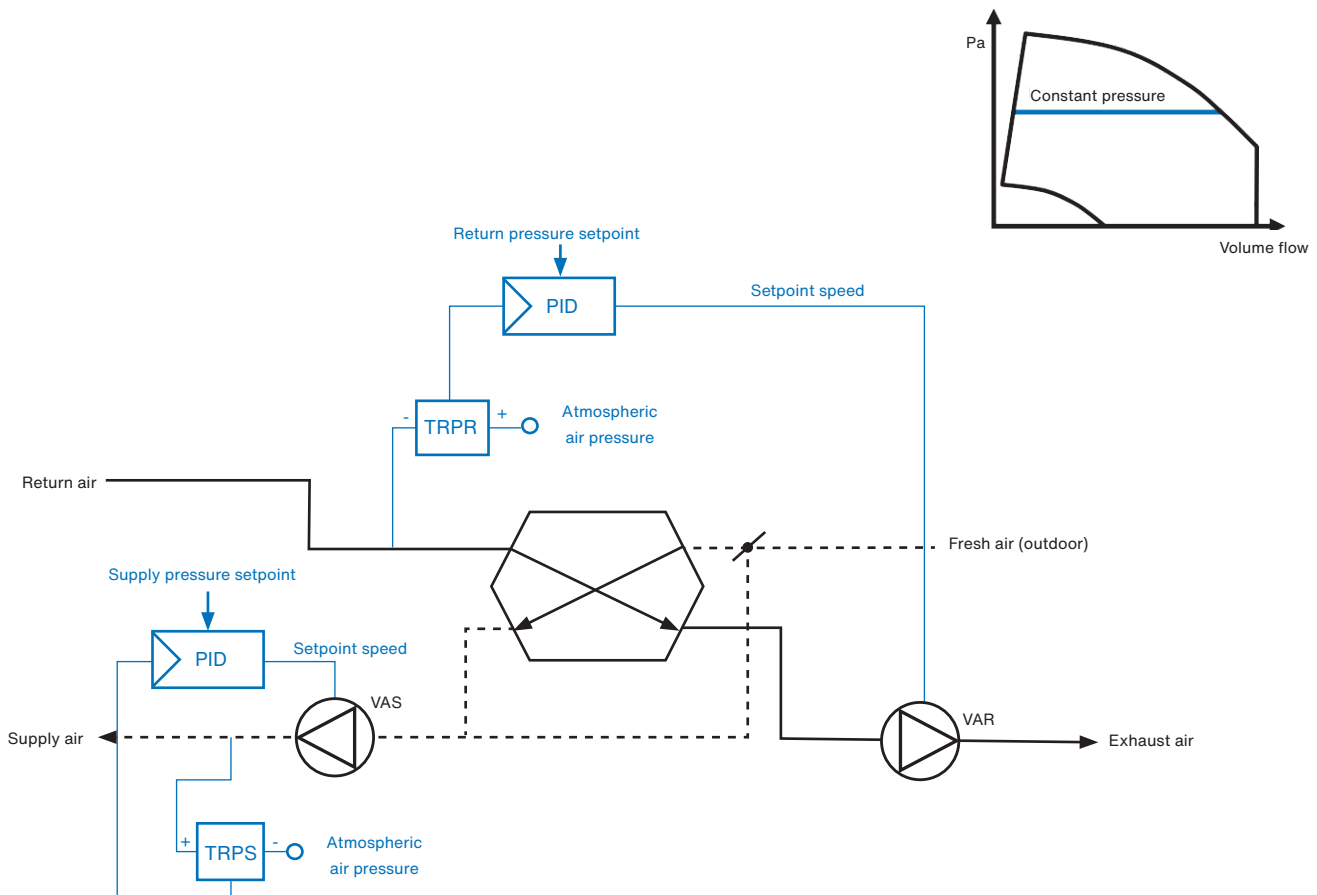 Pa
Constant pressure
Volume flow
Return pressure setpoint
PID
Setpoint speed
-
+
TRPR
Atmospheric
air pressure
Return air
Fresh air (outdoor)
Supply pressure setpoint
PID
Setpoint speed
VAS
VAR
Supply air
Exhaust air
+
-
TRPS
Atmospheric
air pressure